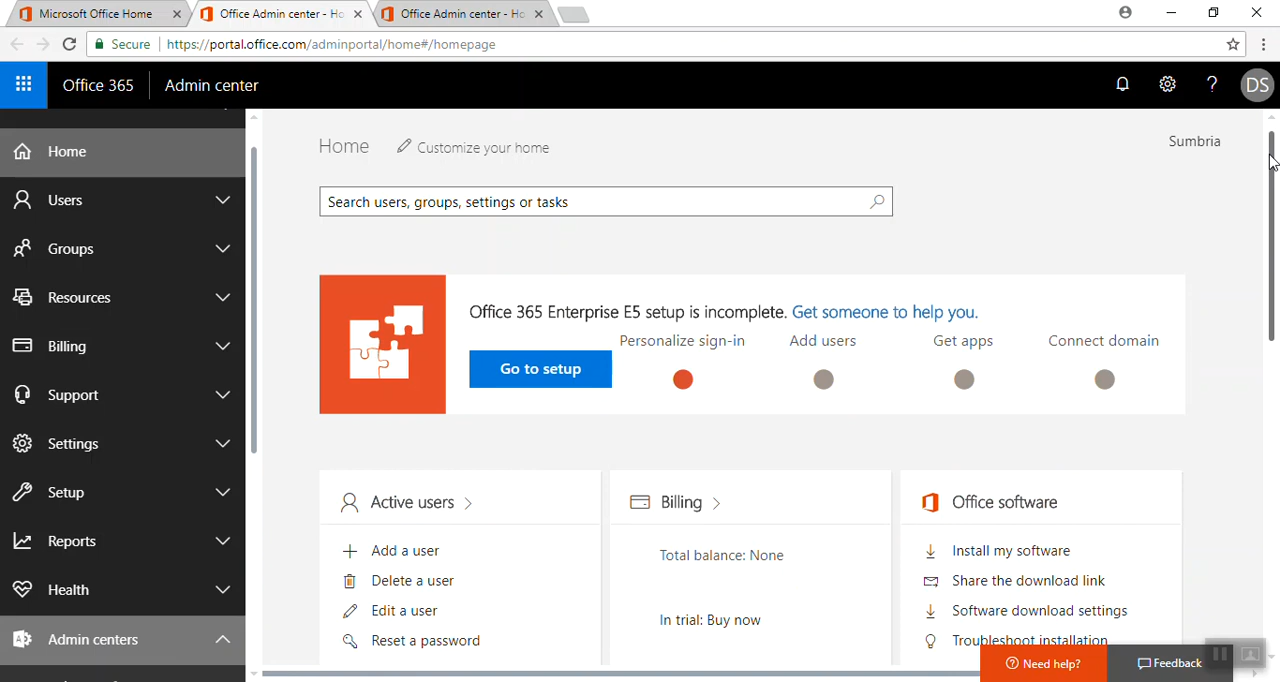 Microsoft Office Home
Office Admin center - Ho
Office Admin center - Ho
Secure
https://portal.office.com/adminportal/home#/homepage
Office 365
Admin center
DS
Home
Users
Groups
Resources
Billing
Support
Settings
Setup
Reports
Health
Admin centers
Home
Customize your home
Sumbria
Search users, groups, settings or tasks
Office 365 Enterprise E5 setup is incomplete. Get someone to help you.
Go to setup
Personalize sign-in
Add users
Get apps
Connect domain
Active users
Add a user
Delete a user
Edit a user
Reset a password
Billing
Total balance: None
In trial: Buy now
Office software
Install my software
Share the download link
Software download settings
Troubleshoot installation
Need help?
Feedback